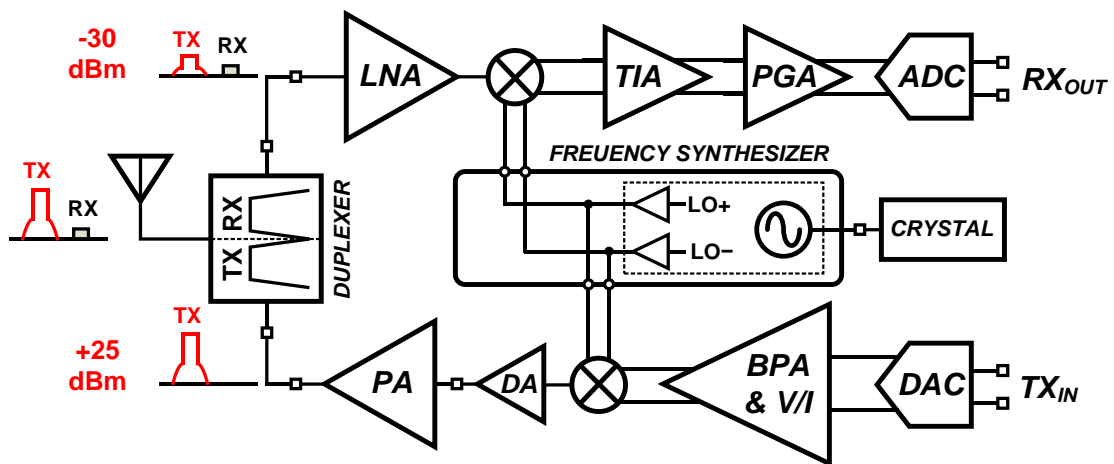 -30
dBm
TX
RX
LNA
TIA
PGA
ADC
RXOUT
FREUENCY SYNTHESIZER
TX
RX
RX
TX
DUPLEXER
LO+
LO−
CRYSTAL
TX
+25
dBm
PA
DA
BPA
& V/I
DAC
TXIN